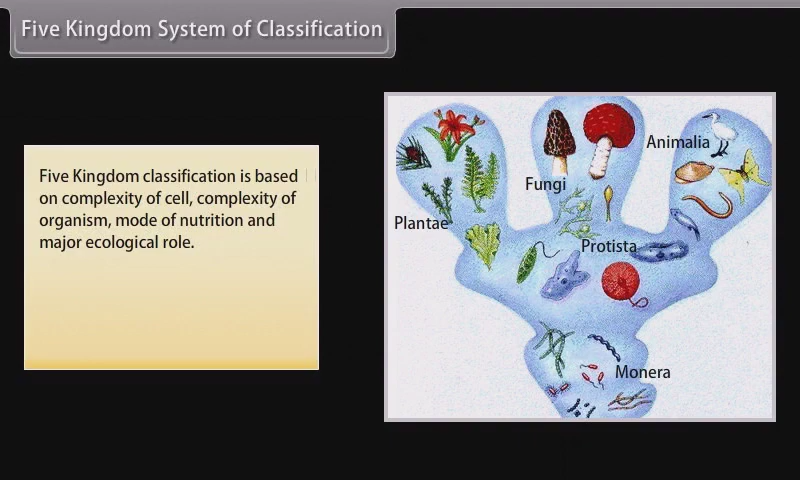 Five Kingdom System of Classification
Five Kingdom classification is based
on complexity of cell, complexity of
organism, mode of nutrition and
major ecological role.
Animalia
Fungi
Plantae
Protista
Monera